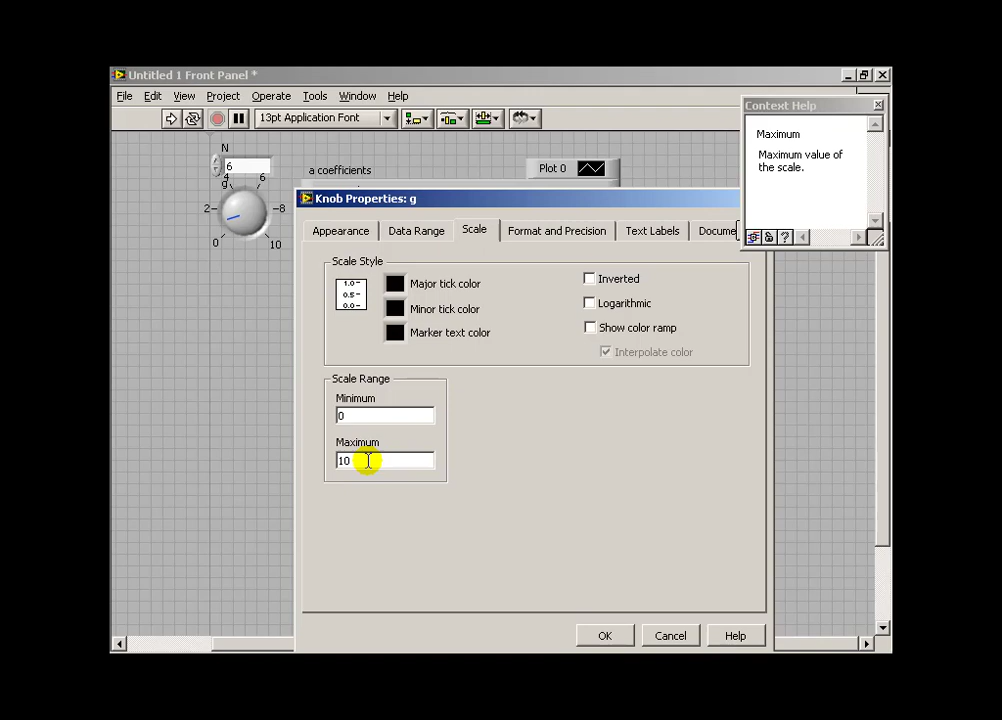 Untitled 1 Front Panel *
File Edit View Project Operate Tools Window Help
13pt Application Font
Context Help
Maximum
Maximum value of
the scale.
N
6
a coefficients
Plot 0
g
4 6
2 8
0 10
Knob Properties: g
Appearance Data Range Scale Format and Precision Text Labels Docume
Scale Style
1.0
0.5
0.0
Major tick color
Minor tick color
Marker text color
Inverted
Logarithmic
Show color ramp
Interpolate color
Scale Range
Minimum
0
Maximum
10
OK Cancel Help